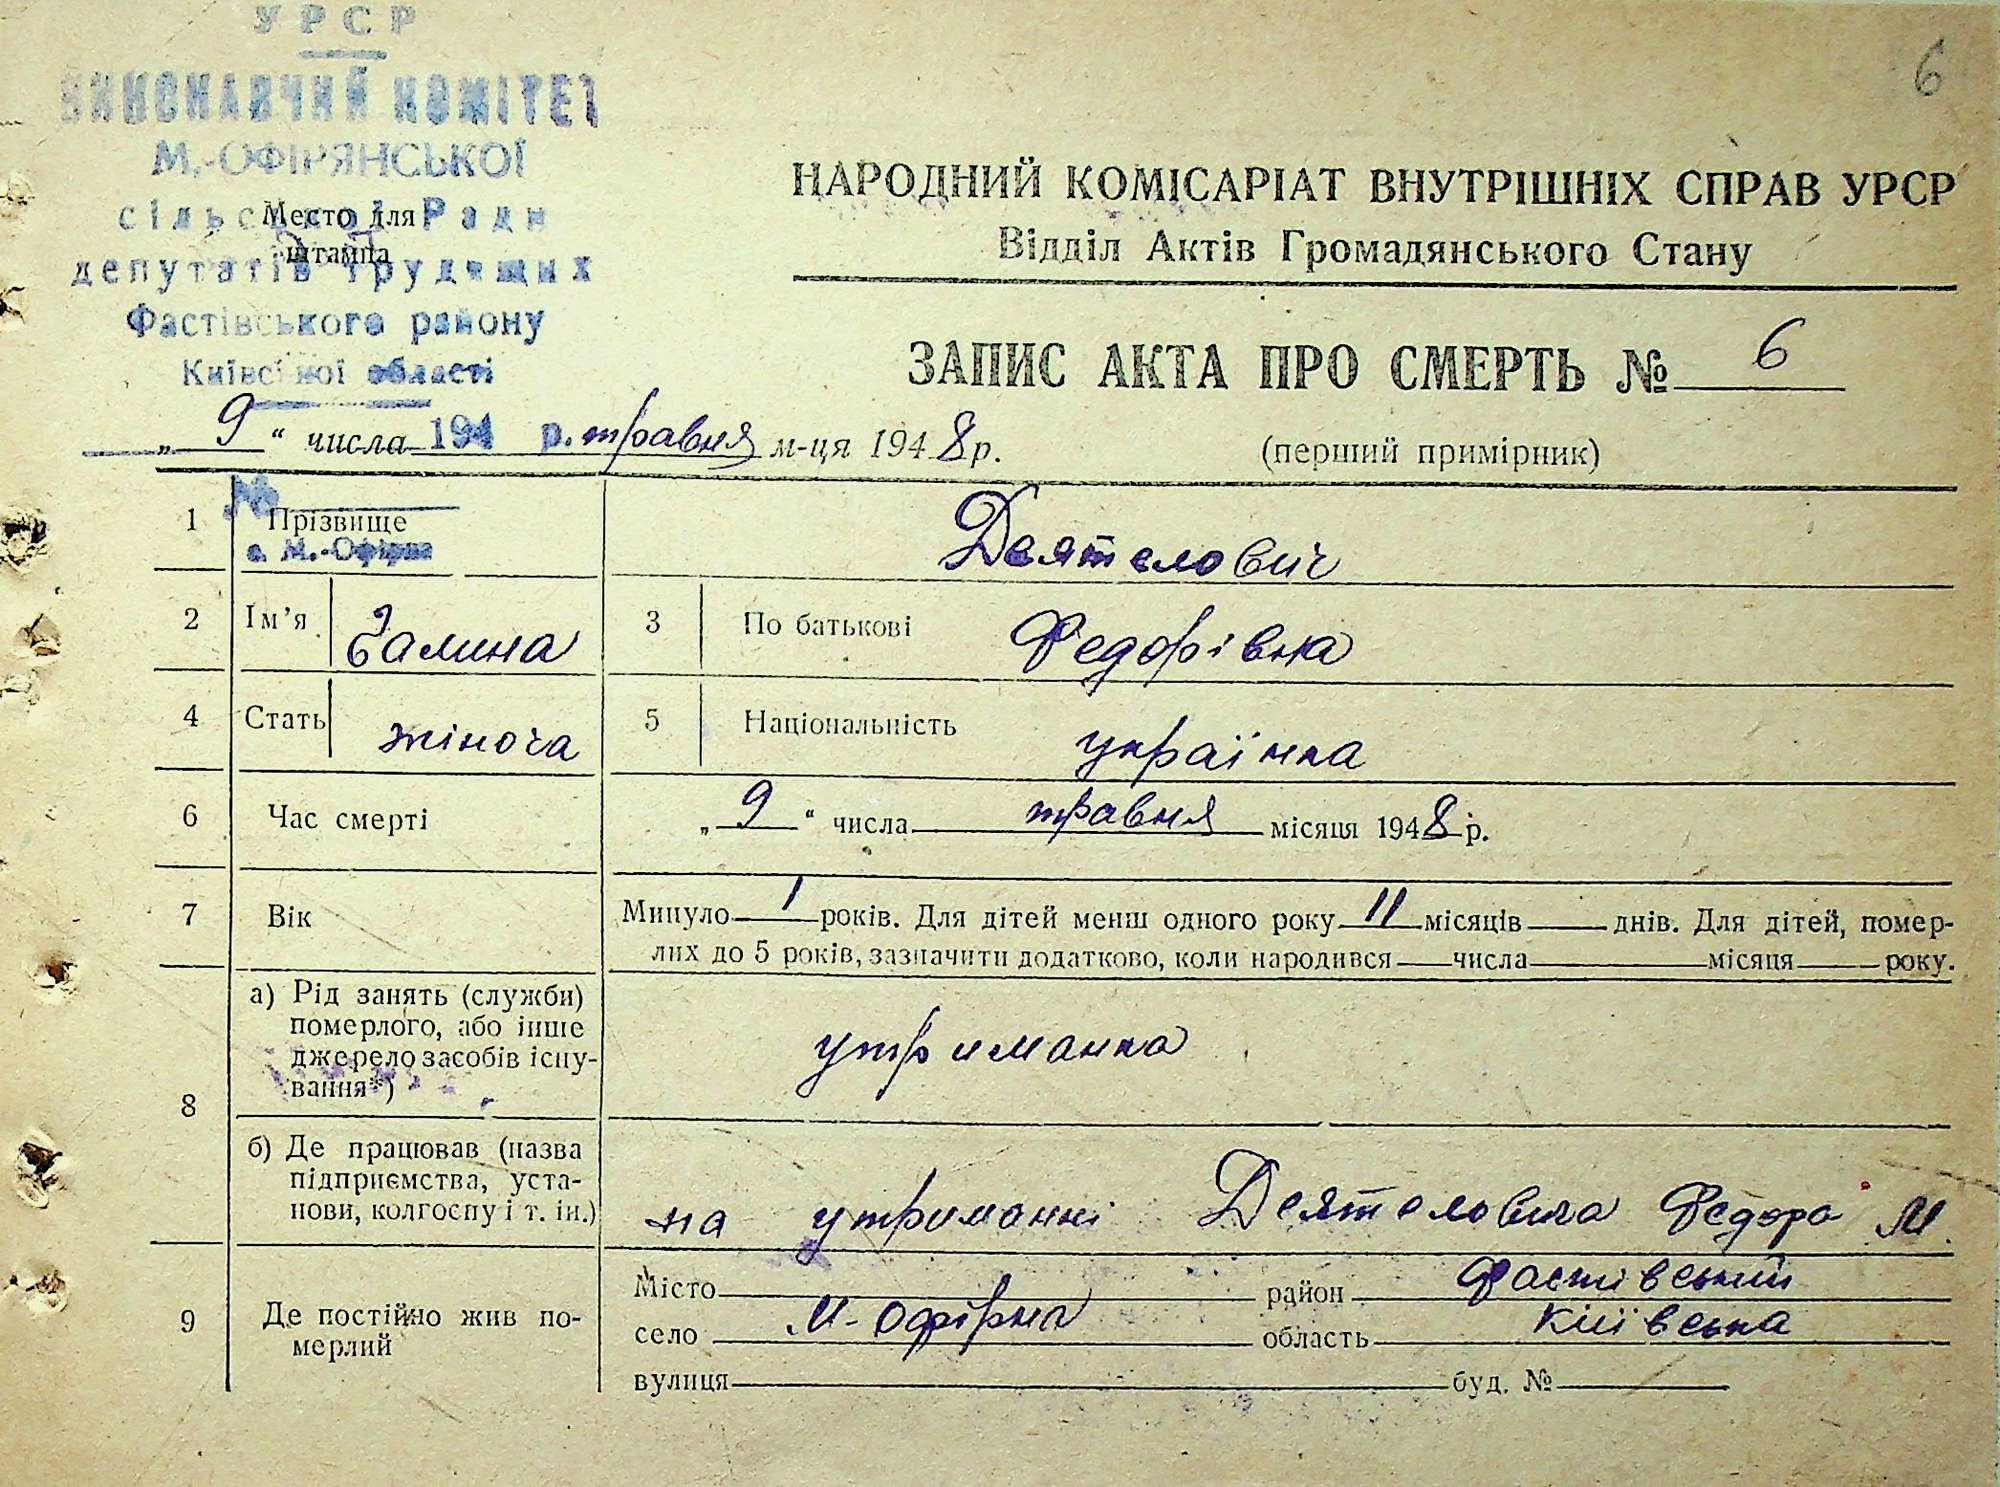 6
УРСР
ВИКОНАВЧИЙ КОМІТЕТ
М.-ОФІРЯНСЬКОЇ
сільської Ради
депутатів трудящих
Фастівського району
Київської області
194 р.
№
с. М.-Офірна
Место для
штампа
НАРОДНИЙ КОМІСАРІАТ ВНУТРІШНІХ СПРАВ УРСР
Відділ Актів Громадянського Стану
ЗАПИС АКТА ПРО СМЕРТЬ № 6
„ 9 “ числа травня м-ця 1948 р.
(перший примірник)
1 Прізвище Деятелович
2 Ім’я Галина 3 По батькові Федорівна
4 Стать жіноча 5 Національність українка
6 Час смерті „ 9 “ числа травня місяця 1948 р.
7 Вік Минуло 1 років. Для дітей менш одного року 11 місяців днів. Для дітей, помер-
лих до 5 років, зазначити додатково, коли народився числа місяця року.
8 а) Рід занять (служби)
померлого, або інше
джерело засобів існу-
вання*)
утриманка
б) Де працював (назва
підприємства, уста-
нови, колгоспу і т. ін.)
на утриманні Деятеловича Федора М.
9 Де постійно жив по-
мерлий
Місто район Фастівський
село М-Офірна область Київська
вулиця буд. №